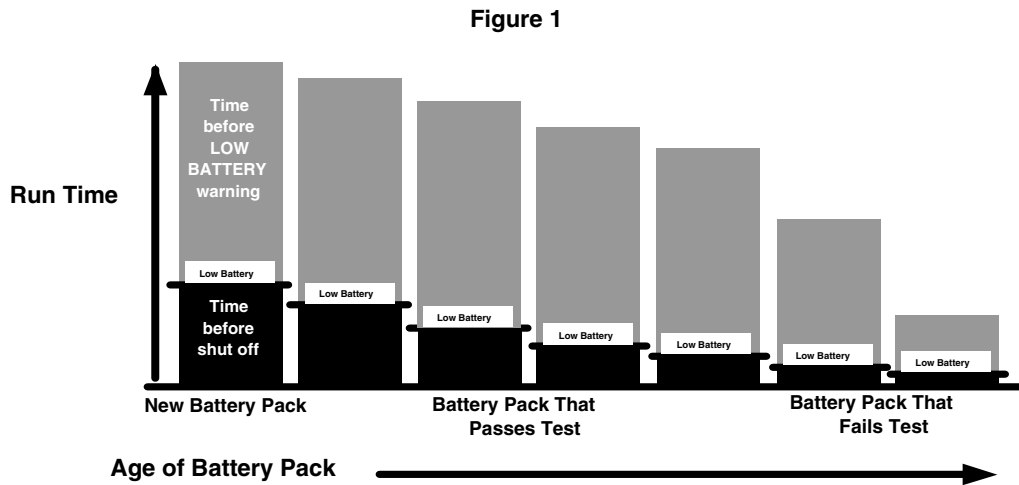 Figure 1
Time
before
LOW
BATTERY
warning
Run Time
Low Battery
Low Battery
Low Battery
Low Battery
Low Battery
Low Battery
Low Battery
Time
before
shut off
New Battery Pack
Battery Pack That
Passes Test
Battery Pack That
Fails Test
Age of Battery Pack